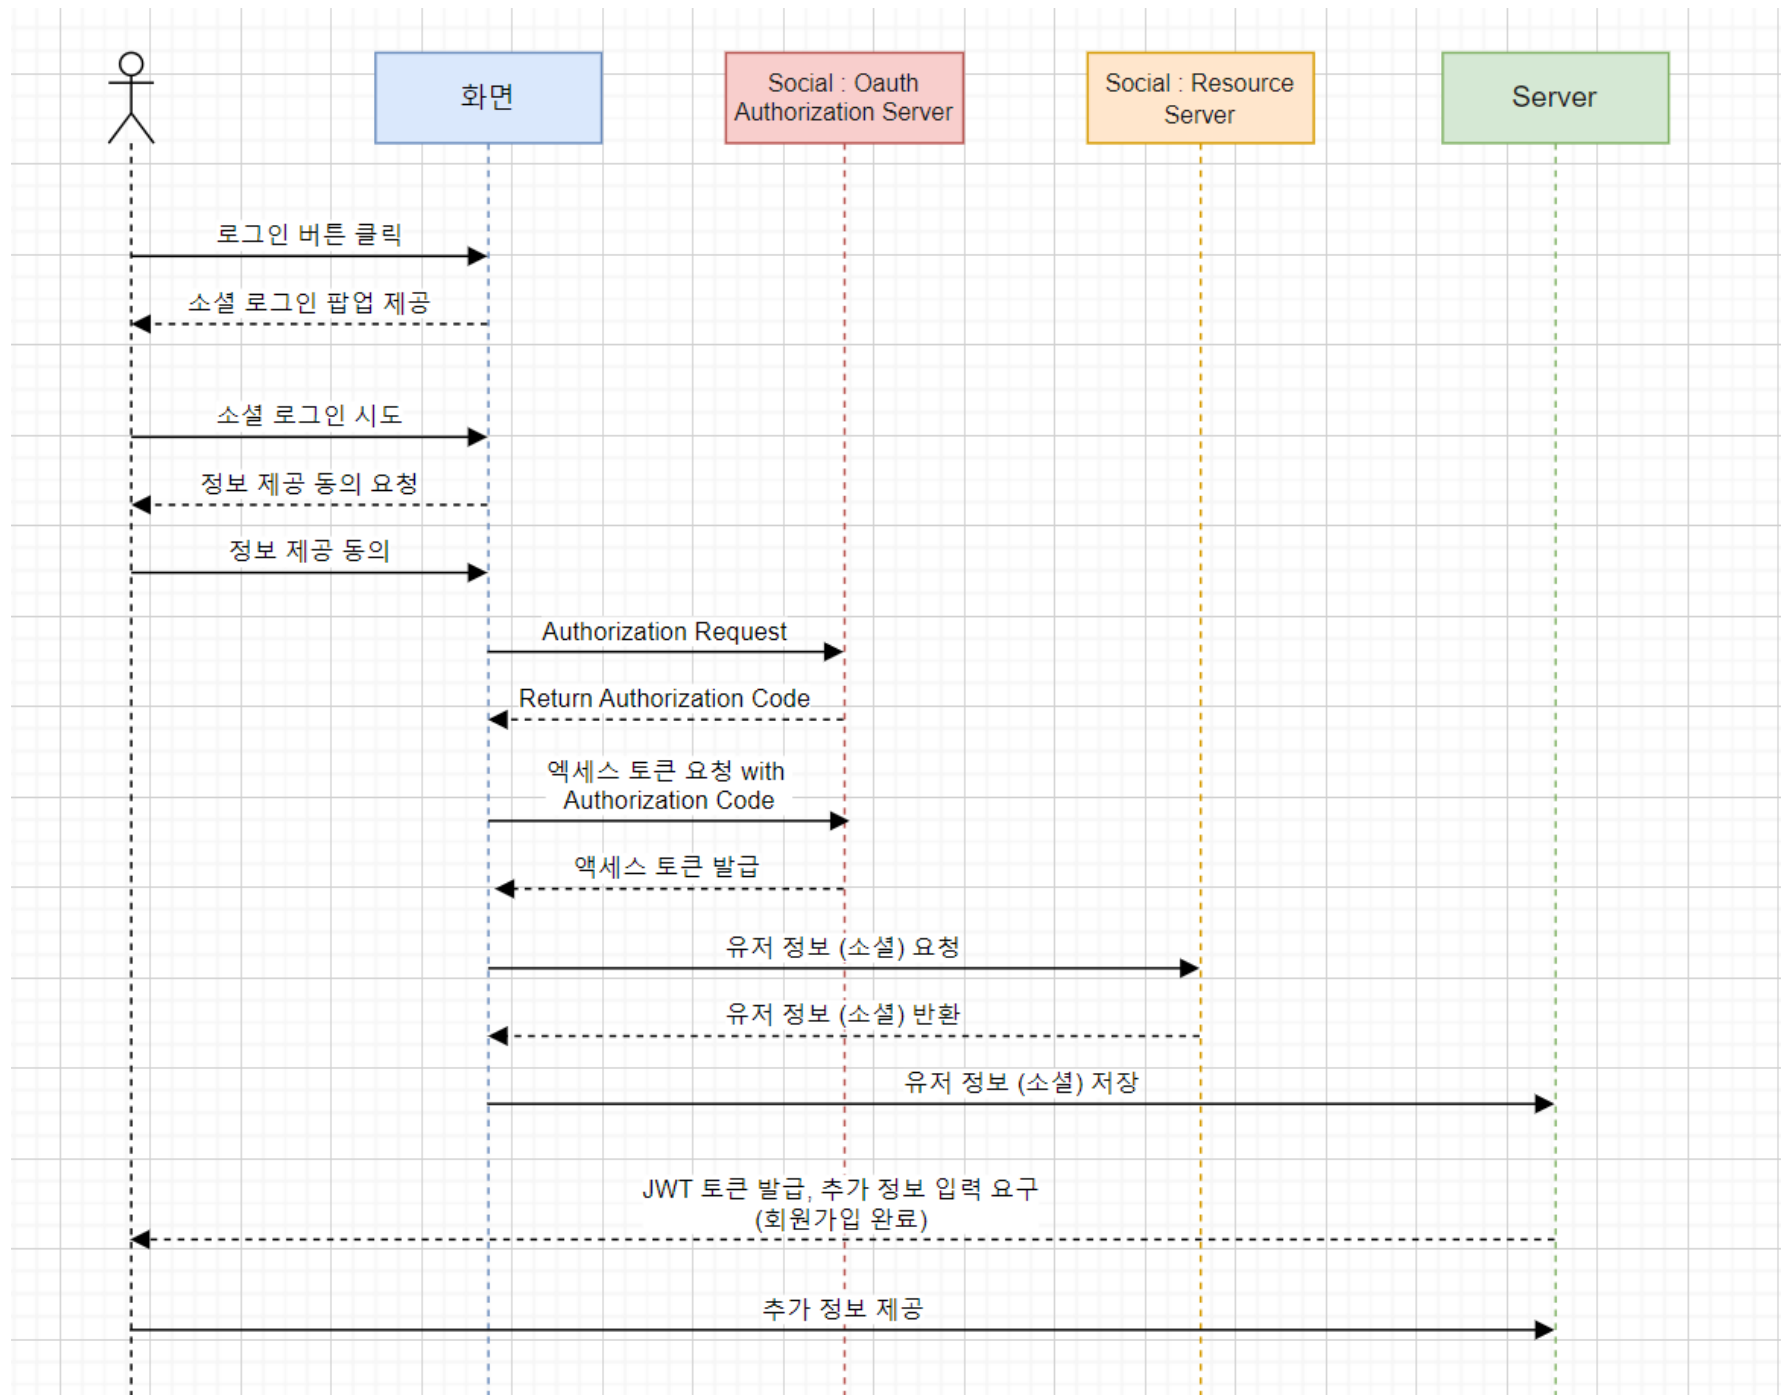 화면
Social : Oauth
Authorization Server
Social : Resource
Server
Server
로그인 버튼 클릭
소셜 로그인 팝업 제공
소셜 로그인 시도
정보 제공 동의 요청
정보 제공 동의
Authorization Request
Return Authorization Code
엑세스 토큰 요청 with
Authorization Code
액세스 토큰 발급
유저 정보 (소셜) 요청
유저 정보 (소셜) 반환
유저 정보 (소셜) 저장
JWT 토큰 발급, 추가 정보 입력 요구
(회원가입 완료)
추가 정보 제공